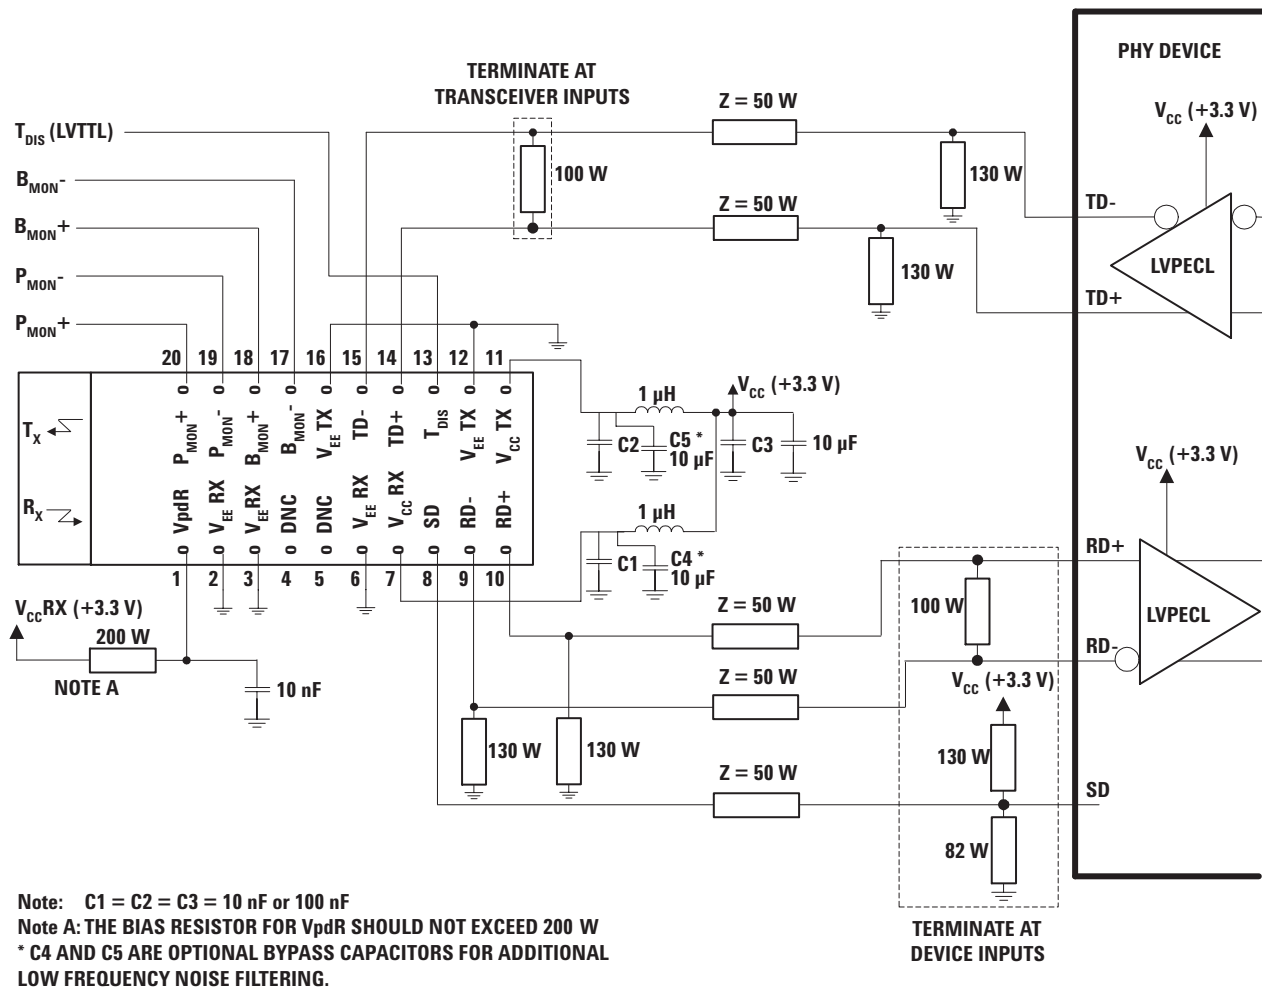 PHY DEVICE
TERMINATE AT
TRANSCEIVER INPUTS
Z = 50 W
V_CC (+3.3 V)
T_DIS (LVTTL)
100 W
130 W
B_MON-
Z = 50 W
TD-
B_MON+
LVPECL
P_MON-
130 W
TD+
P_MON+
20 19 18 17 16 15 14 13 12 11
T_X
P_MON+
P_MON-
B_MON+
B_MON-
V_EE TX
TD-
TD+
T_DIS
V_EE TX
V_CC TX
R_X
VpdR
V_EE RX
V_EE RX
DNC
DNC
V_EE RX
V_CC RX
SD
RD-
RD+
1 2 3 4 5 6 7 8 9 10
1 µH
V_CC (+3.3 V)
C2
C5 *
10 µF
C3
10 µF
1 µH
C1
C4 *
10 µF
V_CC (+3.3 V)
RD+
V_CC RX (+3.3 V)
200 W
NOTE A
10 nF
Z = 50 W
100 W
LVPECL
RD-
Z = 50 W
V_CC (+3.3 V)
130 W
130 W
130 W
Z = 50 W
SD
82 W
TERMINATE AT
DEVICE INPUTS
Note: C1 = C2 = C3 = 10 nF or 100 nF
Note A: THE BIAS RESISTOR FOR VpdR SHOULD NOT EXCEED 200 W
* C4 AND C5 ARE OPTIONAL BYPASS CAPACITORS FOR ADDITIONAL
LOW FREQUENCY NOISE FILTERING.